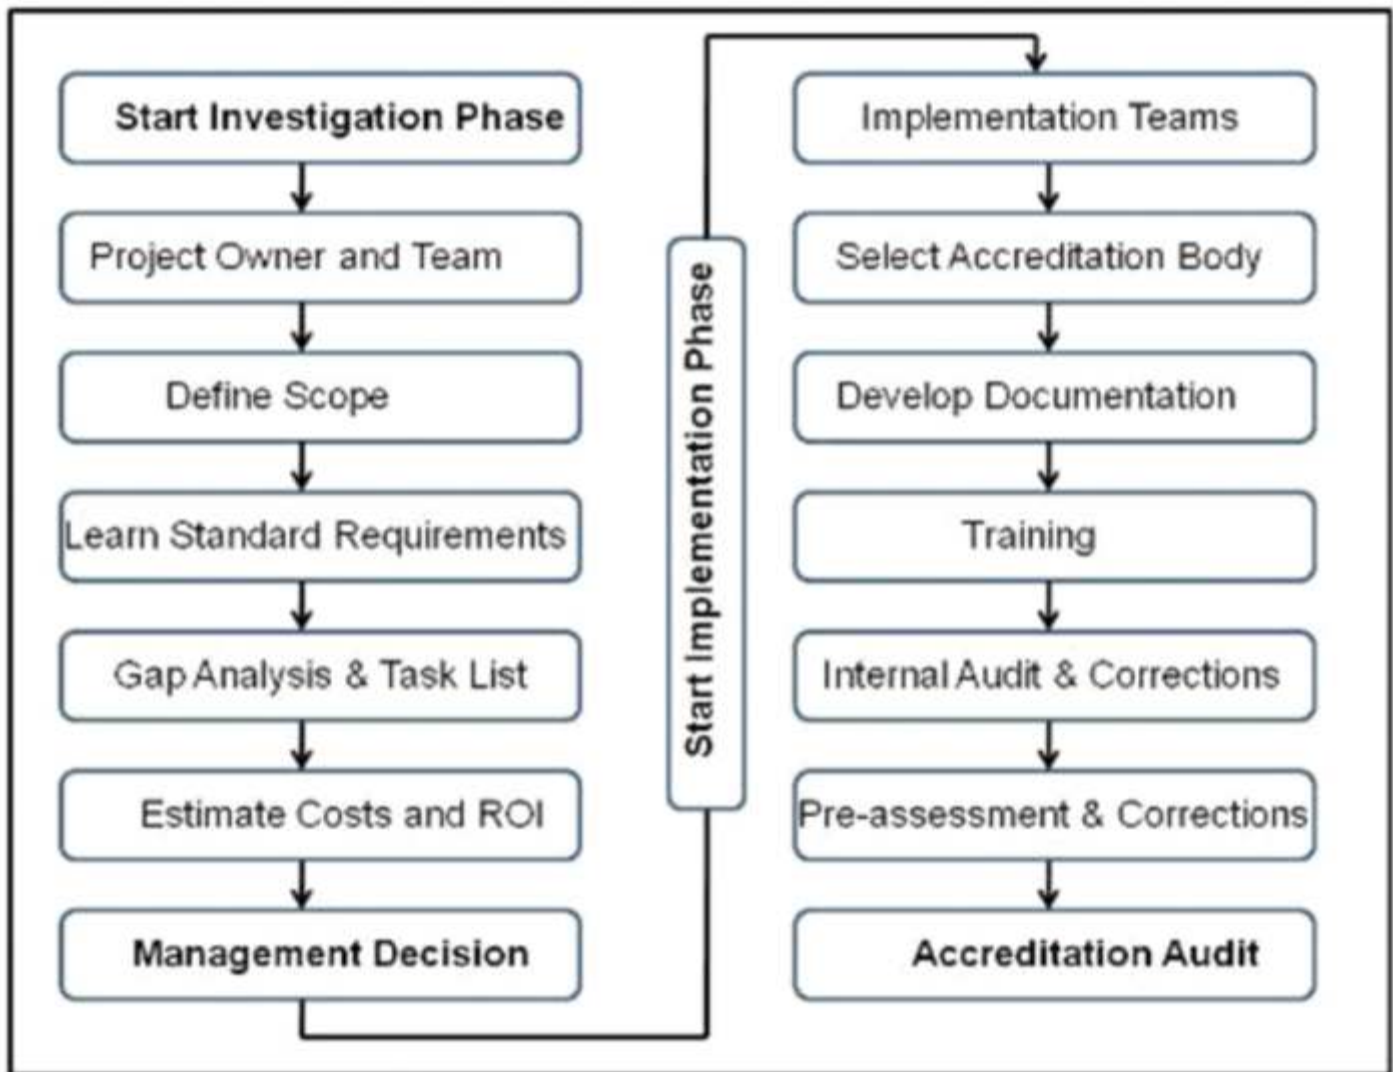 Start Investigation Phase
Project Owner and Team
Define Scope
Learn Standard Requirements
Gap Analysis & Task List
Estimate Costs and ROI
Management Decision
Start Implementation Phase
Implementation Teams
Select Accreditation Body
Develop Documentation
Training
Internal Audit & Corrections
Pre-assessment & Corrections
Accreditation Audit